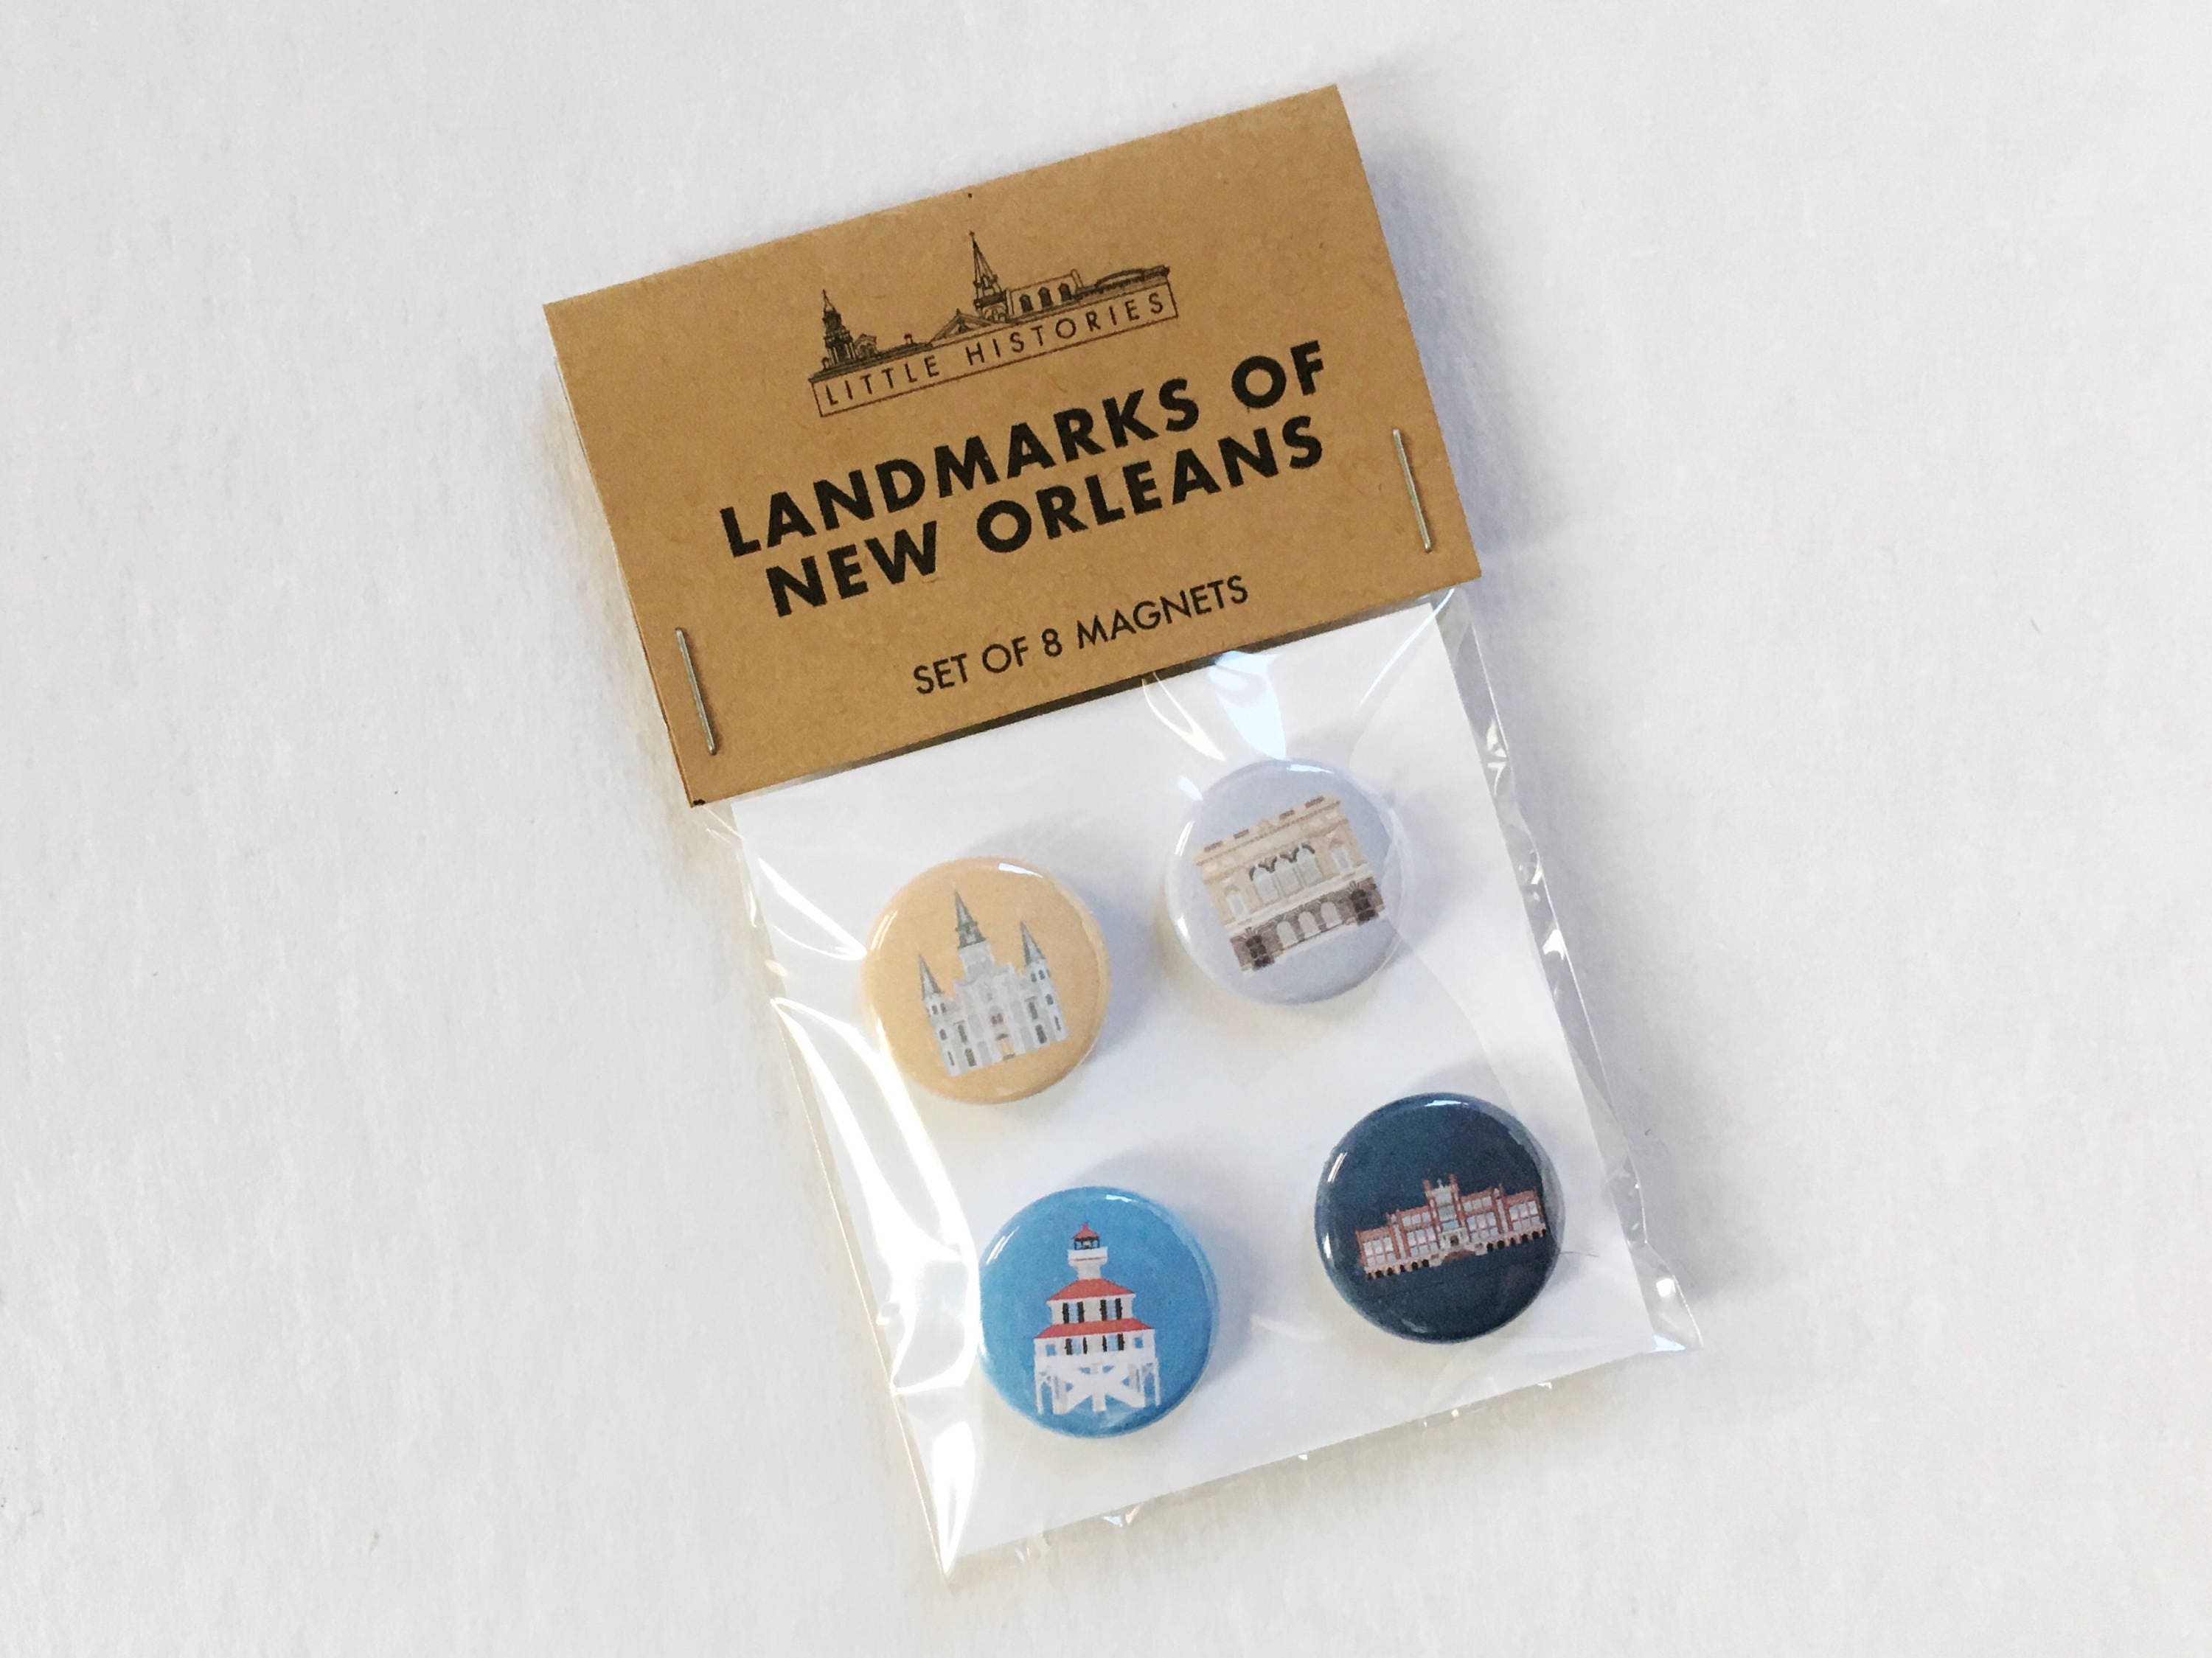 LITTLE HISTORIES
LANDMARKS OF
NEW ORLEANS
SET OF 8 MAGNETS